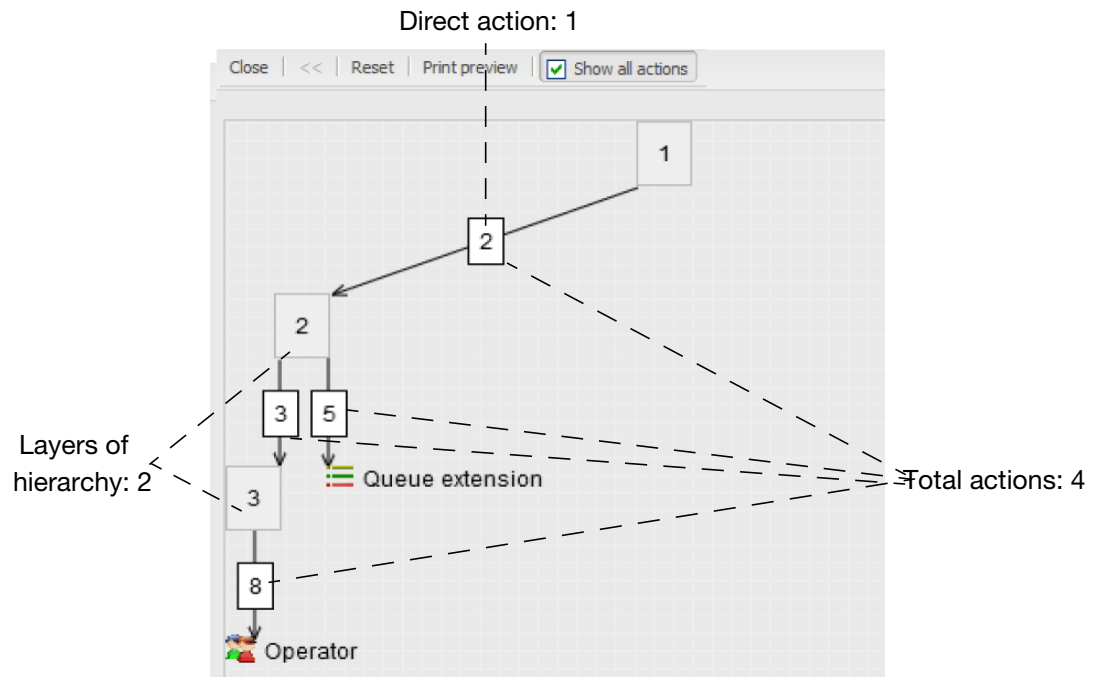 Direct action: 1
Close | << | Reset | Print preview | Show all actions
1
2
2
3 5
Layers of
hierarchy: 2
Queue extension
Total actions: 4
3
8
Operator